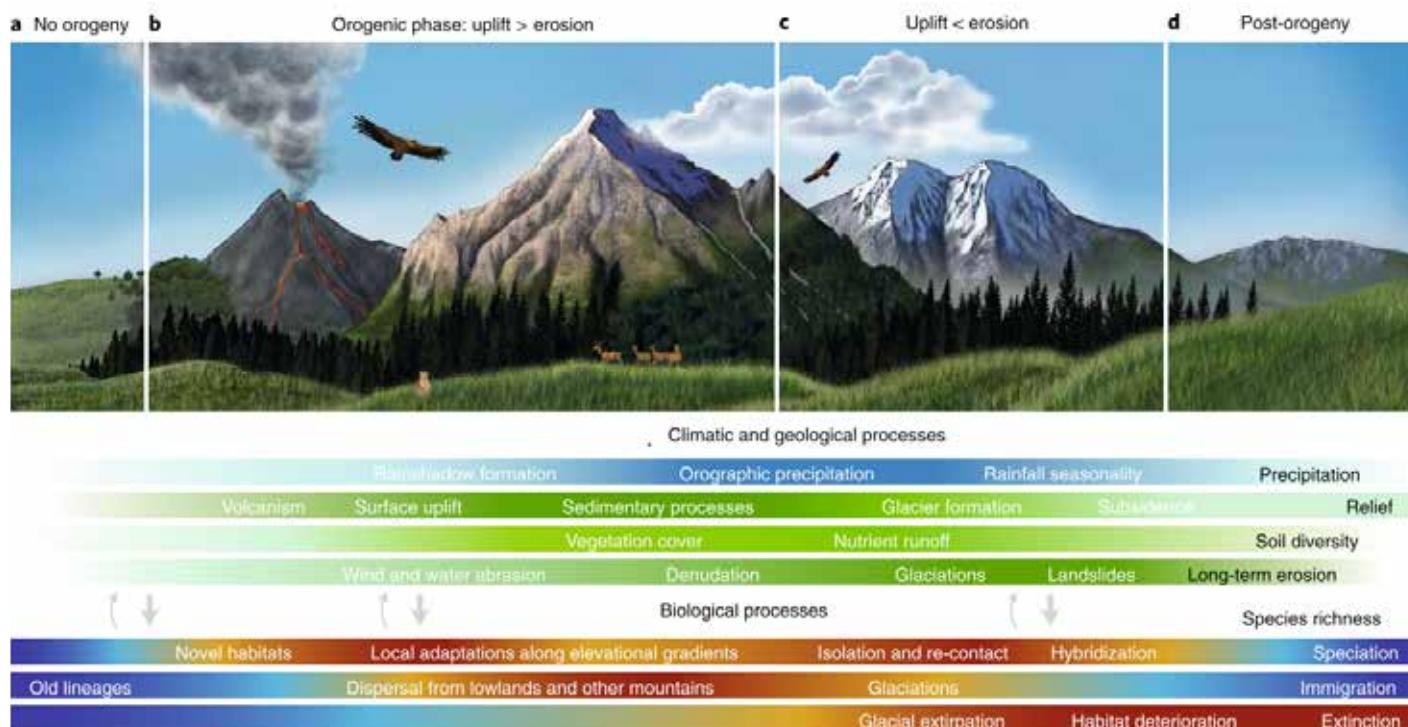 a No orogeny b Orogenic phase: uplift > erosion c Uplift < erosion d Post-orogeny
Climatic and geological processes
Rainshadow formation Orographic precipitation Rainfall seasonality Precipitation
Volcanism Surface uplift Sedimentary processes Glacier formation Subsidence Relief
Vegetation cover Nutrient runoff Soil diversity
Wind and water abrasion Denudation Glaciations Landslides Long-term erosion
Biological processes
Species richness
Novel habitats Local adaptations along elevational gradients Isolation and re-contact Hybridization Speciation
Old lineages Dispersal from lowlands and other mountains Glaciations Immigration
Glacial extirpation Habitat deterioration Extinction